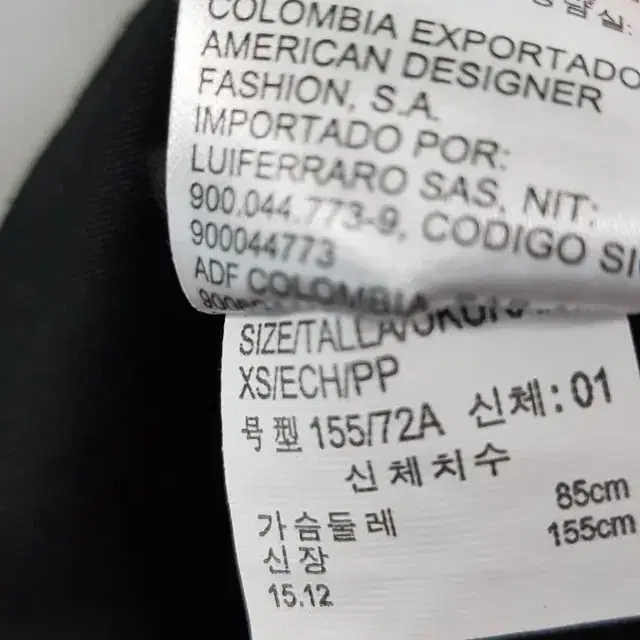 COLOMBIA EXPORTADO
AMERICAN DESIGNER
FASHION, S.A.
IMPORTADO POR:
LUIFERRARO SAS, NIT:
900.044.773-9, CODIGO SI
900044773
ADF COLOMBIA
SIZE/TALLA/
XS/ECH/PP
号型 155/72A 신체: 01
신체치수
가슴둘레 85cm
신장 155cm
15.12